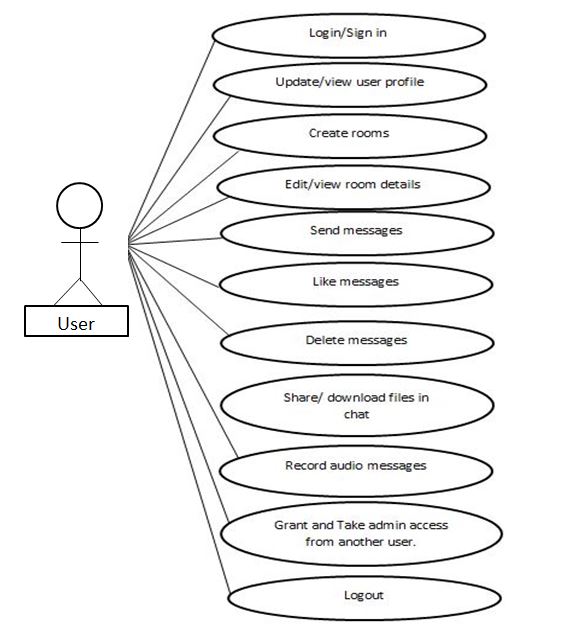 Login/Sign in
Update/view user profile
Create rooms
Edit/view room details
Send messages
Like messages
Delete messages
Share/ download files in
chat
Record audio messages
Grant and Take admin access
from another user.
Logout
User